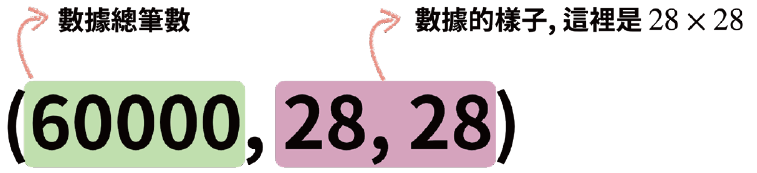 數據總筆數
數據的樣子, 這裡是 28 × 28
(60000, 28, 28)